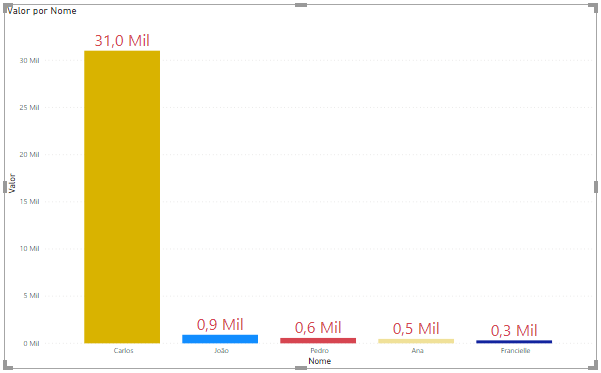 Valor por Nome
31,0 Mil
30 Mil
25 Mil
20 Mil
15 Mil
10 Mil
5 Mil
0 Mil
Valor
0,9 Mil
0,6 Mil
0,5 Mil
0,3 Mil
Carlos
João
Pedro
Ana
Francielle
Nome